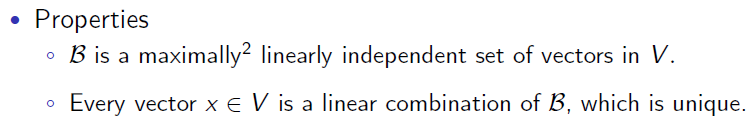 • Properties
◦ ℬ is a maximally² linearly independent set of vectors in V.
◦ Every vector x ∈ V is a linear combination of ℬ, which is unique.